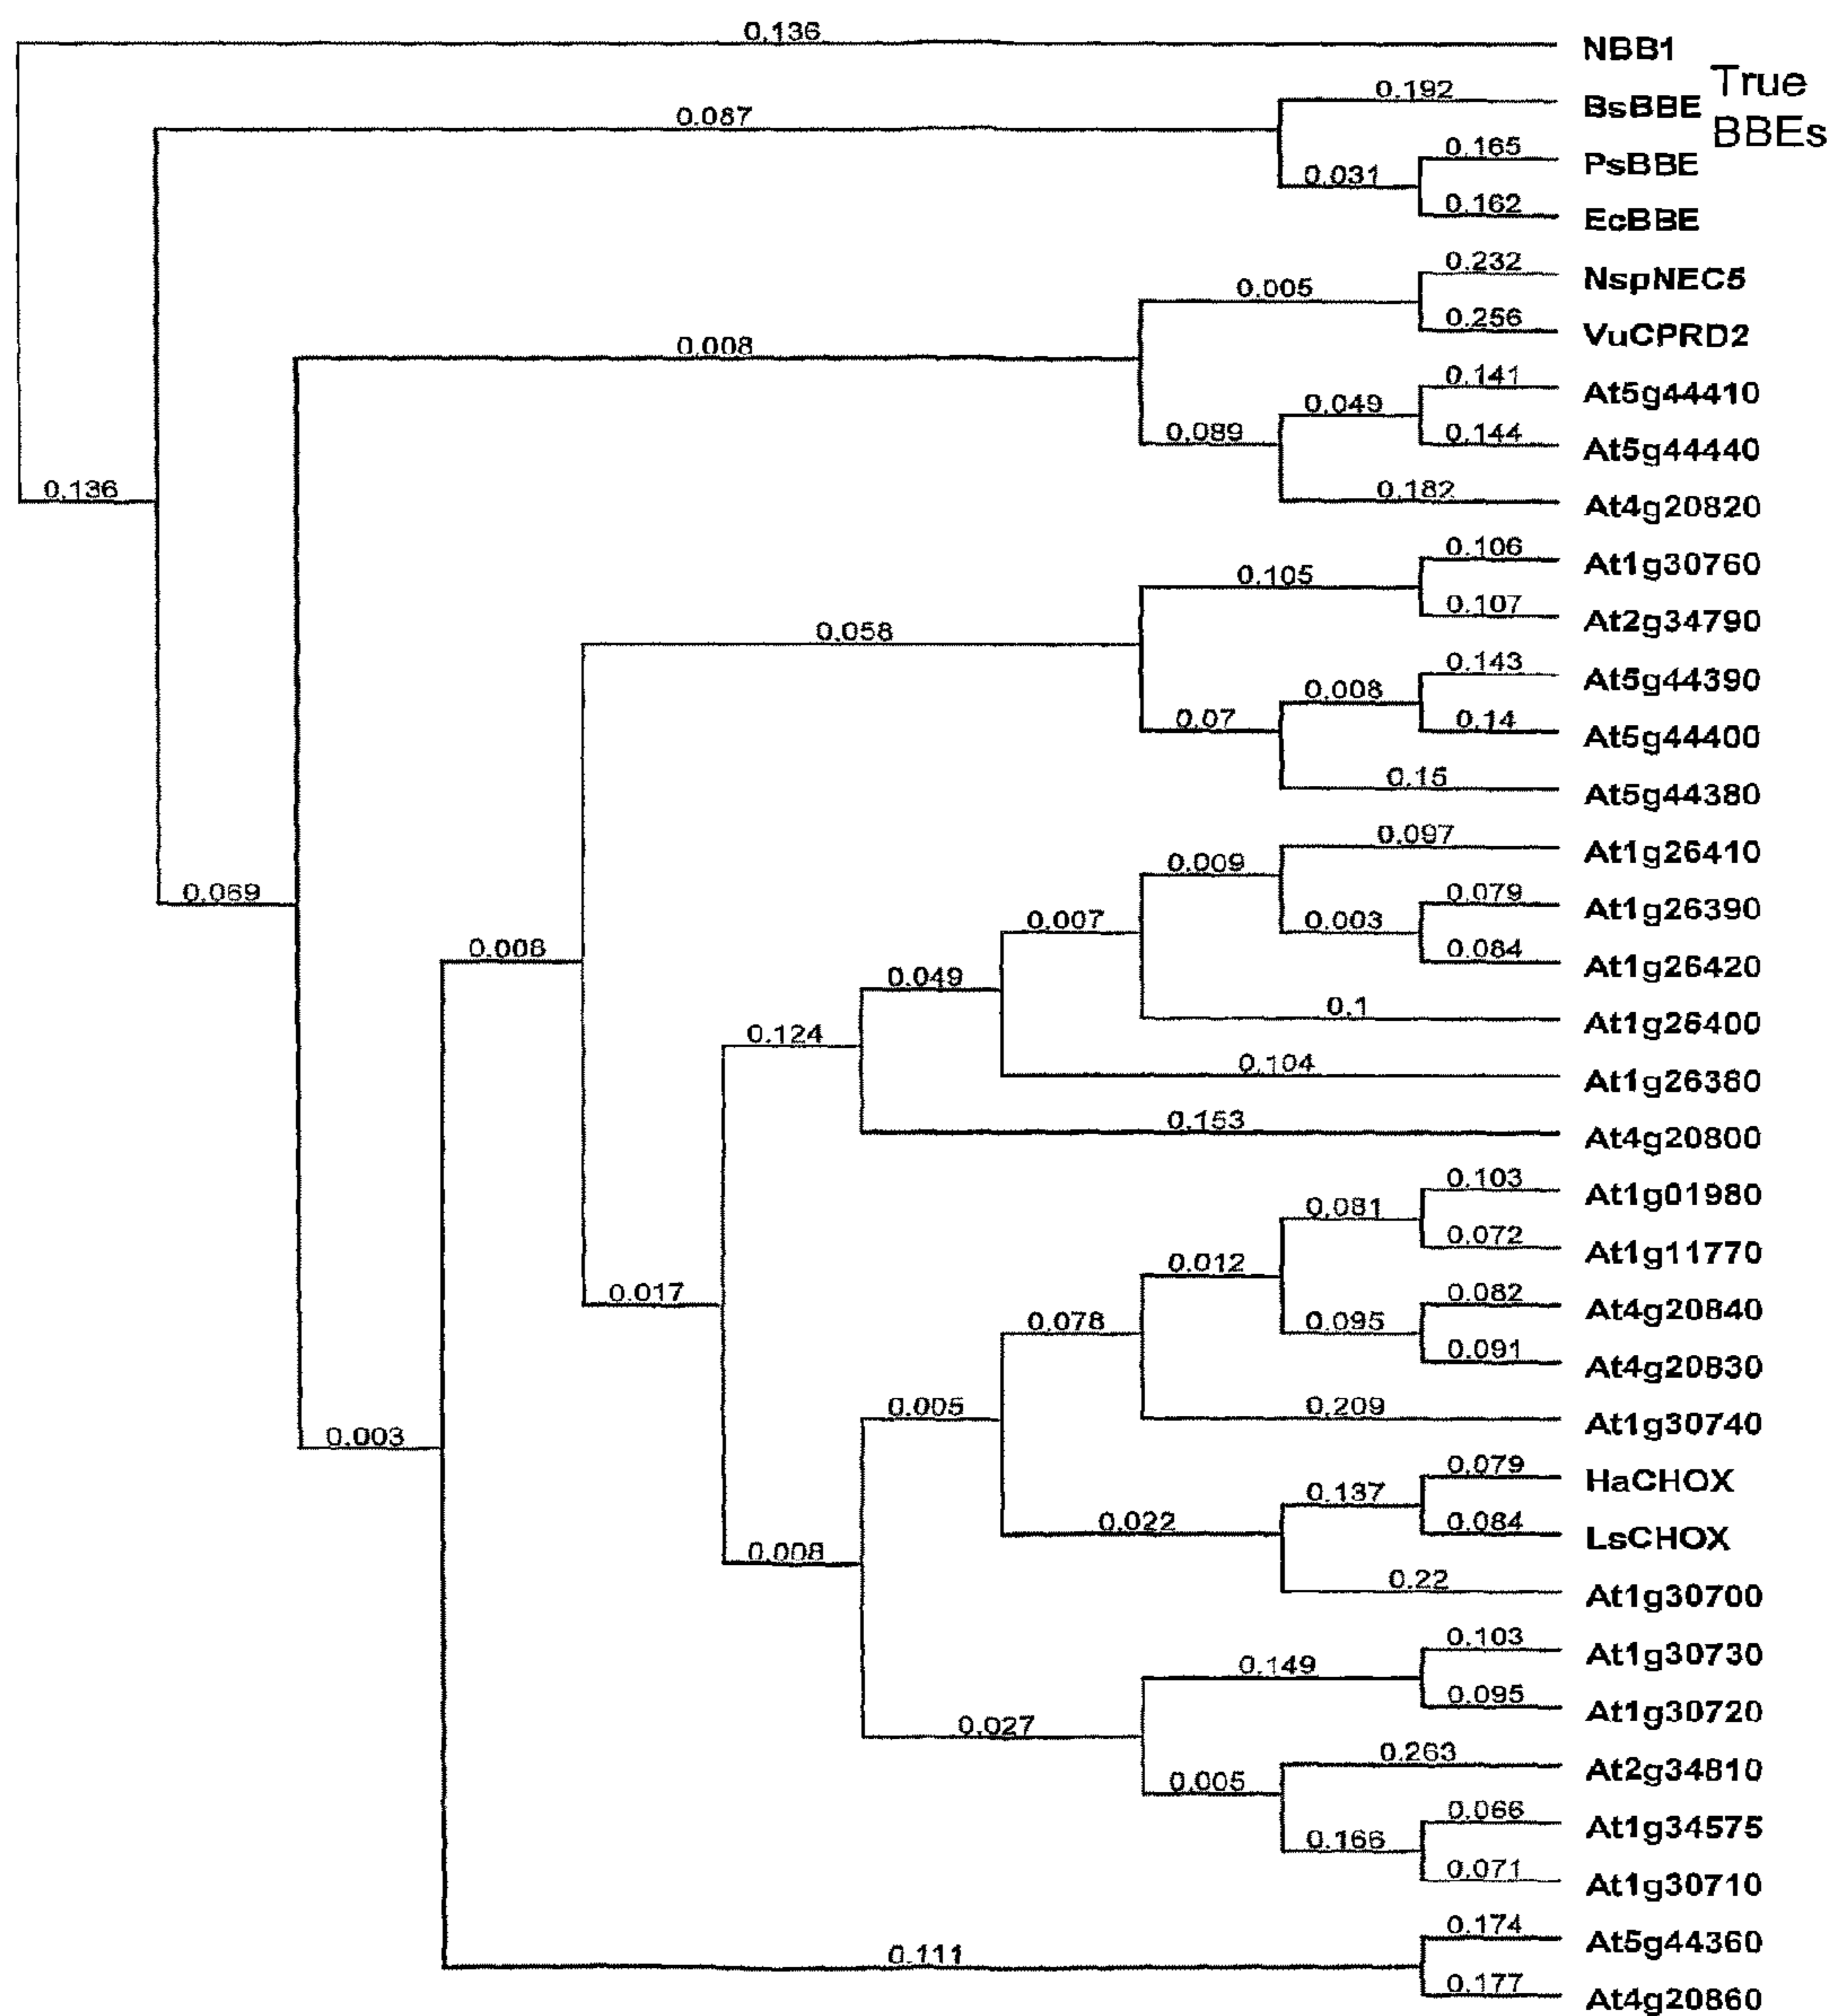 0.136
NBB1
True
BBEs
0.192
BsBBE
0.087
0.165
PsBBE
0.031
0.162
EcBBE
0.232
NspNEC5
0.005
0.256
VuCPRD2
0.008
0.141
At5g44410
0.049
0.144
At5g44440
0.089
0.182
At4g20820
0.136
0.106
At1g30760
0.105
0.107
At2g34790
0.058
0.143
At5g44390
0.008
0.14
At5g44400
0.07
0.15
At5g44380
0.097
At1g26410
0.009
0.079
At1g26390
0.069
0.007
0.003
0.084
At1g26420
0.008
0.049
0.1
At1g26400
0.124
0.104
At1g26380
0.153
At4g20800
0.103
At1g01980
0.081
0.072
At1g11770
0.012
0.082
At4g20840
0.017
0.078
0.095
0.091
At4g20830
0.005
0.209
At1g30740
0.003
0.079
HaCHOX
0.137
0.084
LsCHOX
0.022
0.008
0.22
At1g30700
0.103
At1g30730
0.149
0.095
At1g30720
0.027
0.263
At2g34810
0.005
0.066
At1g34575
0.166
0.071
At1g30710
0.174
At5g44360
0.111
0.177
At4g20860